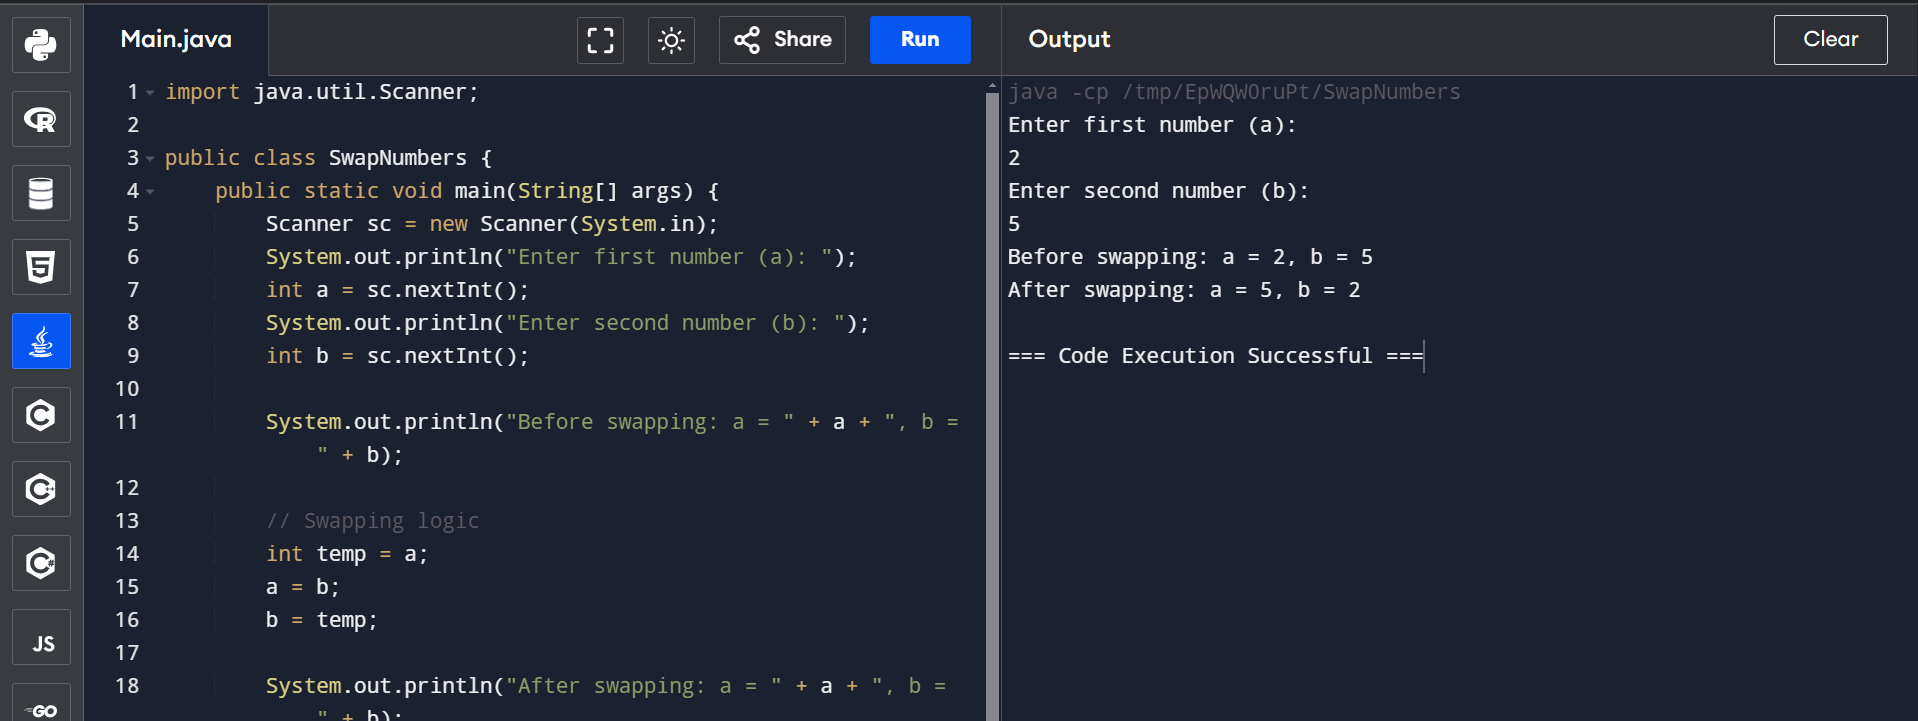 Main.java
Share
Run
Output
Clear
1 import java.util.Scanner;
2
3 public class SwapNumbers {
4 public static void main(String[] args) {
5 Scanner sc = new Scanner(System.in);
6 System.out.println("Enter first number (a): ");
7 int a = sc.nextInt();
8 System.out.println("Enter second number (b): ");
9 int b = sc.nextInt();
10
11 System.out.println("Before swapping: a = " + a + ", b =
" + b);
12
13 // Swapping logic
14 int temp = a;
15 a = b;
16 b = temp;
17
18 System.out.println("After swapping: a = " + a + ", b =
" + b);
java -cp /tmp/EpWQW0ruPt/SwapNumbers
Enter first number (a):
2
Enter second number (b):
5
Before swapping: a = 2, b = 5
After swapping: a = 5, b = 2
=== Code Execution Successful ===
R
5
C
C++
C#
JS
GO